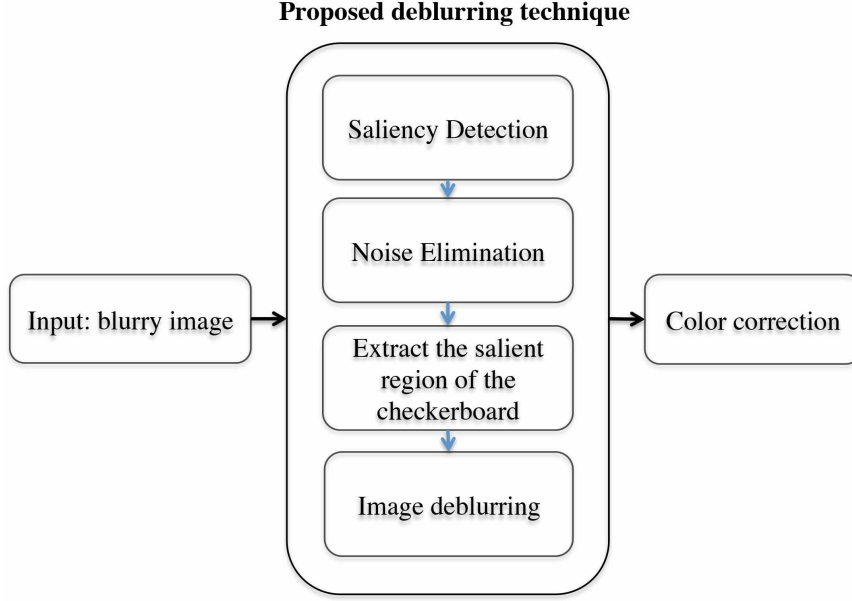 Proposed deblurring technique
Input: blurry image
Saliency Detection
Noise Elimination
Extract the salient
region of the
checkerboard
Image deblurring
Color correction